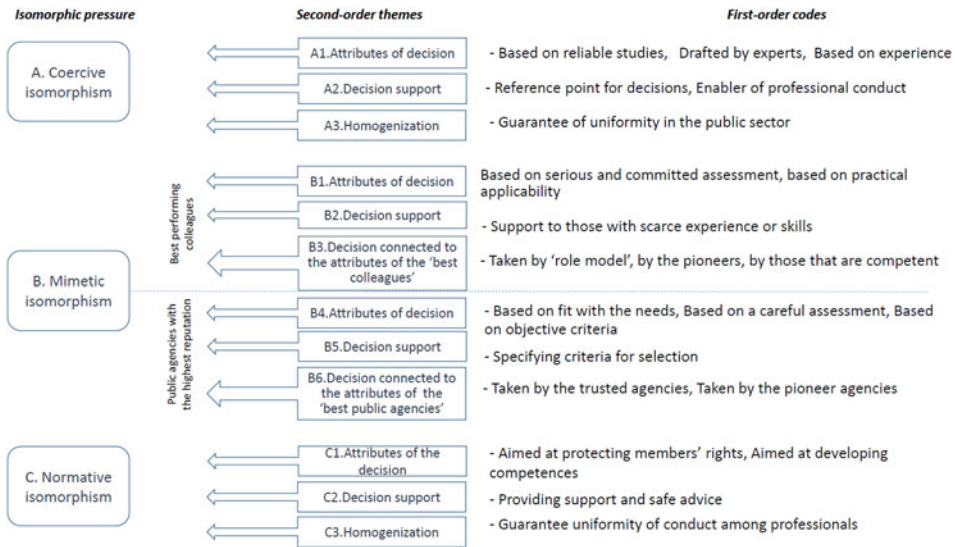 Isomorphic pressure
Second-order themes
First-order codes
A. Coercive
isomorphism
A1.Attributes of decision
- Based on reliable studies, Drafted by experts, Based on experience
A2.Decision support
- Reference point for decisions, Enabler of professional conduct
A3.Homogenization
- Guarantee of uniformity in the public sector
B. Mimetic
isomorphism
Best performing
colleagues
B1.Attributes of decision
Based on serious and committed assessment, based on practical
applicability
B2.Decision support
- Support to those with scarce experience or skills
B3.Decision connected to
the attributes of the ‘best
colleagues’
- Taken by ‘role model’, by the pioneers, by those that are competent
Public agencies with
the highest reputation
B4.Attributes of decision
- Based on fit with the needs, Based on a careful assessment, Based
on objective criteria
B5.Decision support
- Specifying criteria for selection
B6.Decision connected to
the attributes of the
‘best public agencies’
- Taken by the trusted agencies, Taken by the pioneer agencies
C. Normative
isomorphism
C1.Attributes of the
decision
- Aimed at protecting members’ rights, Aimed at developing
competences
C2.Decision support
- Providing support and safe advice
C3.Homogenization
- Guarantee uniformity of conduct among professionals